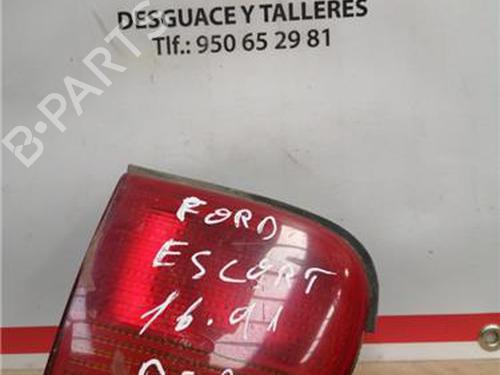 DESGUACE Y TALLERES
Tlf.: 950 65 29 81
B-PARTS
FORD
ESCORT
16.91